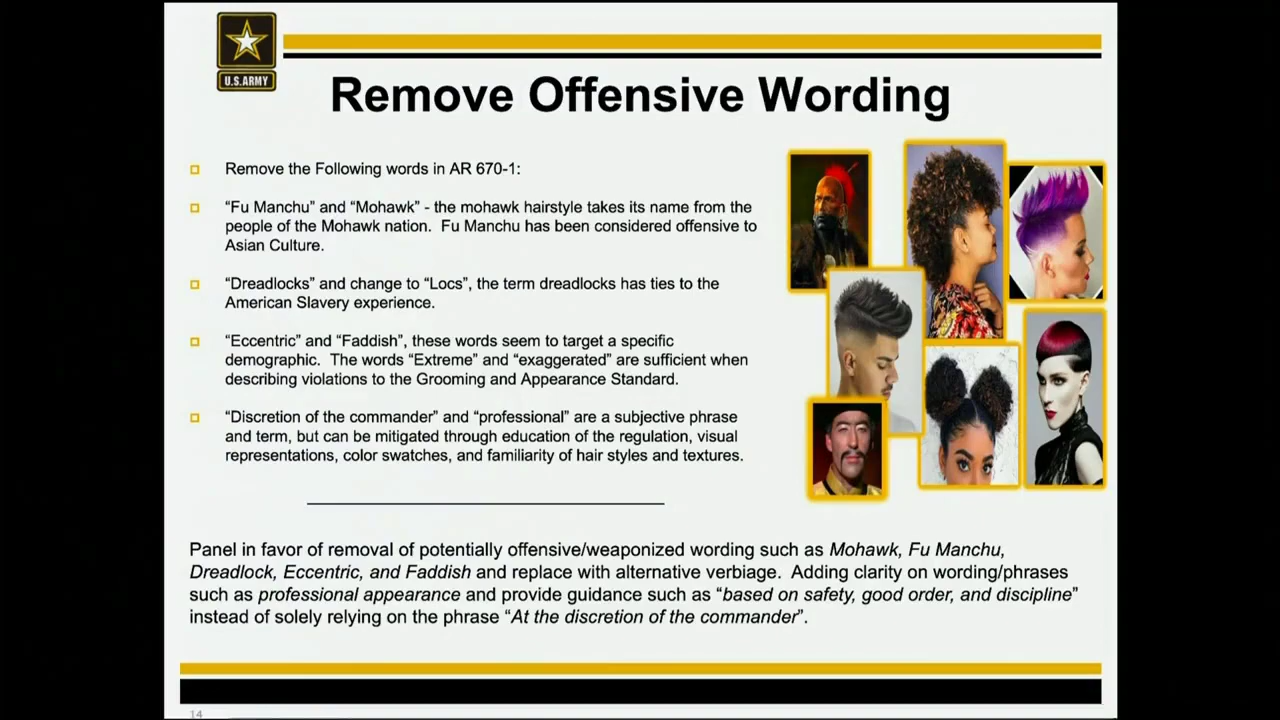 U.S.ARMY
Remove Offensive Wording
Remove the Following words in AR 670-1:
“Fu Manchu” and “Mohawk” - the mohawk hairstyle takes its name from the
people of the Mohawk nation. Fu Manchu has been considered offensive to
Asian Culture.
“Dreadlocks” and change to “Locs”, the term dreadlocks has ties to the
American Slavery experience.
“Eccentric” and “Faddish”, these words seem to target a specific
demographic. The words “Extreme” and “exaggerated” are sufficient when
describing violations to the Grooming and Appearance Standard.
“Discretion of the commander” and “professional” are a subjective phrase
and term, but can be mitigated through education of the regulation, visual
representations, color swatches, and familiarity of hair styles and textures.
Panel in favor of removal of potentially offensive/weaponized wording such as Mohawk, Fu Manchu,
Dreadlock, Eccentric, and Faddish and replace with alternative verbiage. Adding clarity on wording/phrases
such as professional appearance and provide guidance such as “based on safety, good order, and discipline”
instead of solely relying on the phrase “At the discretion of the commander”.
14